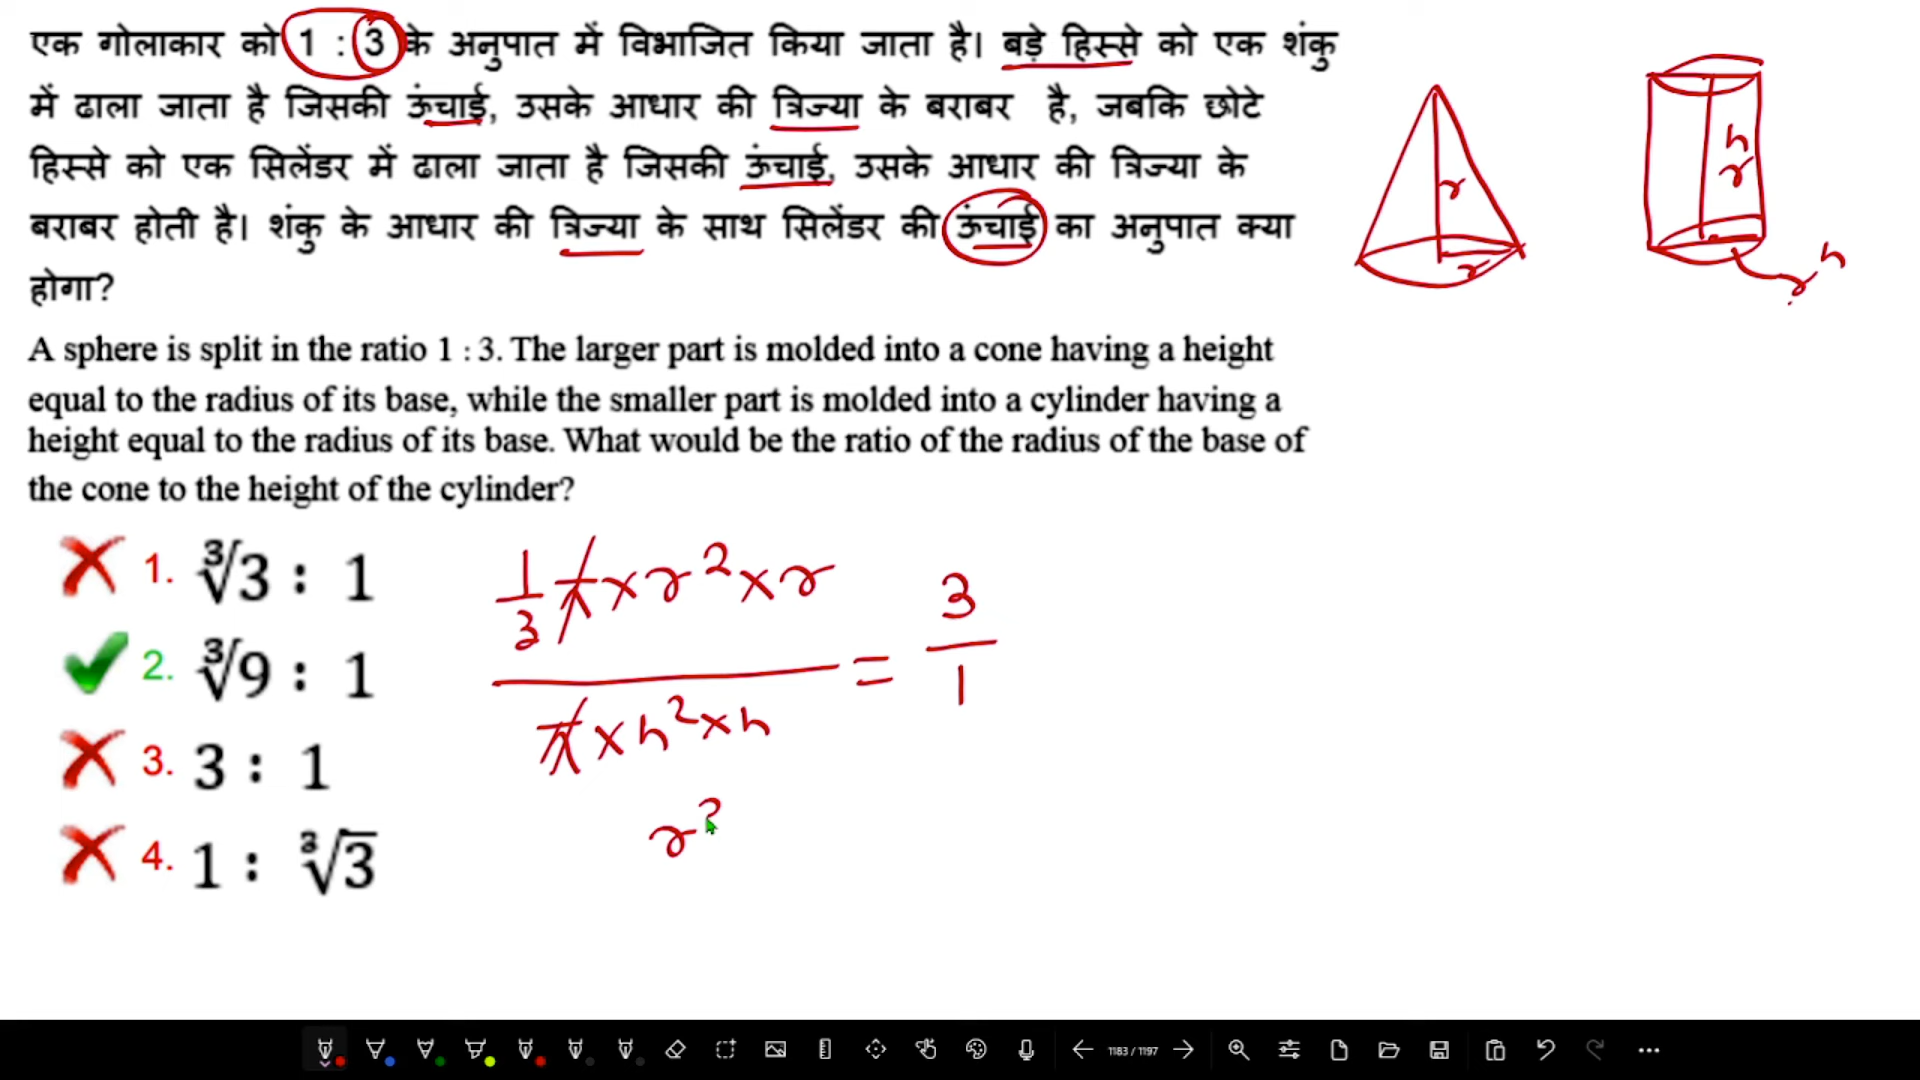 एक गोलाकार को 1 : 3 के अनुपात में विभाजित किया जाता है। बड़े हिस्से को एक शंकु
में ढाला जाता है जिसकी ऊंचाई, उसके आधार की त्रिज्या के बराबर है, जबकि छोटे
हिस्से को एक सिलेंडर में ढाला जाता है जिसकी ऊंचाई, उसके आधार की त्रिज्या के
बराबर होती है। शंकु के आधार की त्रिज्या के साथ सिलेंडर की ऊंचाई का अनुपात क्या
होगा?
r
r
h
r
r h
A sphere is split in the ratio 1 : 3. The larger part is molded into a cone having a height
equal to the radius of its base, while the smaller part is molded into a cylinder having a
height equal to the radius of its base. What would be the ratio of the radius of the base of
the cone to the height of the cylinder?
1. ∛3 : 1
2. ∛9 : 1
3. 3 : 1
4. 1 : ∛3
1/3 π × r² × r / π × h² × h = 3/1
1183 / 1197